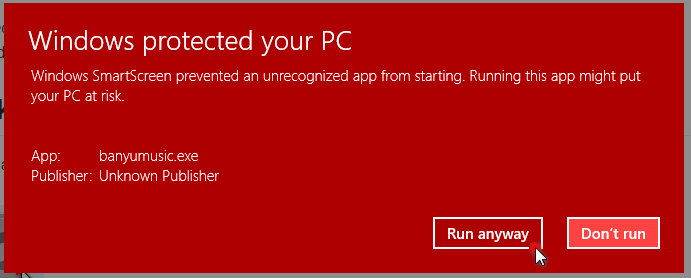 Windows protected your PC
Windows SmartScreen prevented an unrecognized app from starting. Running this app might put
your PC at risk.
App: banyumusic.exe
Publisher: Unknown Publisher
Run anyway Don't run